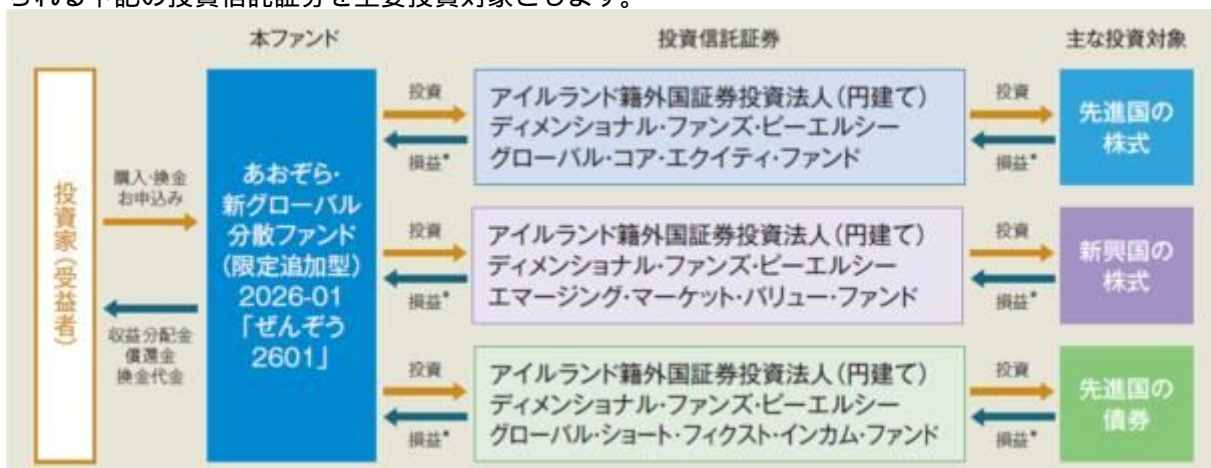 られる下記の投資信託証券を主要投資対象とします。
本ファンド
投資信託証券
主な投資対象
投資家(受益者)
購入・換金
お申込み
収益分配金
償還金
換金代金
あおぞら・
新グローバル
分散ファンド
(限定追加型)
2026-01
「ぜんぞう
2601」
投資
損益*
アイルランド籍外国証券投資法人(円建て)
ディメンショナル・ファンズ・ピーエルシー
グローバル・コア・エクイティ・ファンド
投資
損益*
先進国の
株式
投資
損益*
アイルランド籍外国証券投資法人(円建て)
ディメンショナル・ファンズ・ピーエルシー
エマージング・マーケット・バリュー・ファンド
投資
損益*
新興国の
株式
投資
損益*
アイルランド籍外国証券投資法人(円建て)
ディメンショナル・ファンズ・ピーエルシー
グローバル・ショート・フィクスト・インカム・ファンド
投資
損益*
先進国の
債券